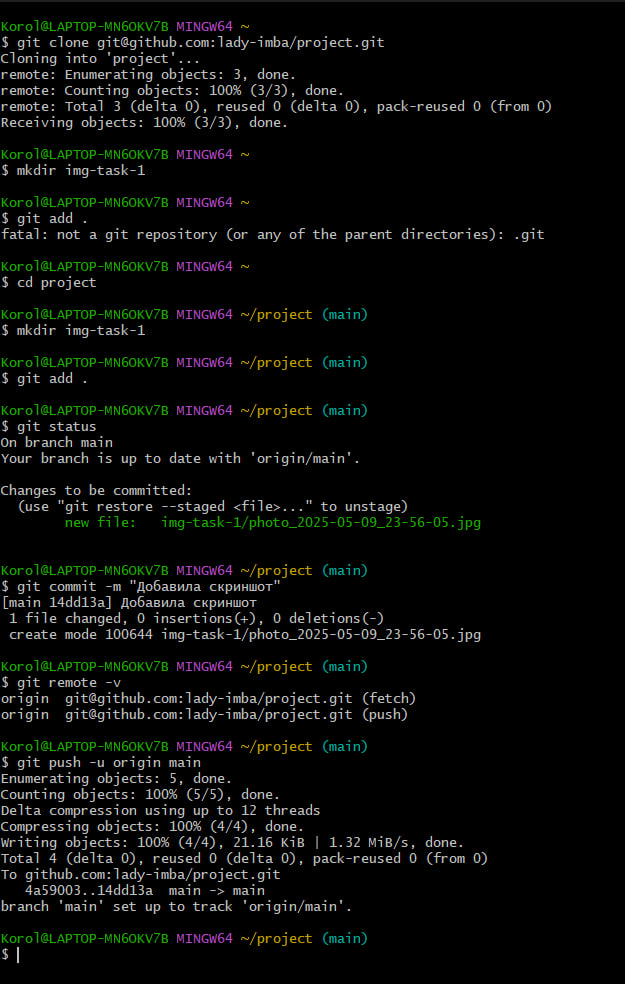 Korol@LAPTOP-MN6OKV7B MINGW64 ~
$ git clone git@github.com:lady-imba/project.git
Cloning into 'project'...
remote: Enumerating objects: 3, done.
remote: Counting objects: 100% (3/3), done.
remote: Total 3 (delta 0), reused 0 (delta 0), pack-reused 0 (from 0)
Receiving objects: 100% (3/3), done.
Korol@LAPTOP-MN6OKV7B MINGW64 ~
$ mkdir img-task-1
Korol@LAPTOP-MN6OKV7B MINGW64 ~
$ git add .
fatal: not a git repository (or any of the parent directories): .git
Korol@LAPTOP-MN6OKV7B MINGW64 ~
$ cd project
Korol@LAPTOP-MN6OKV7B MINGW64 ~/project (main)
$ mkdir img-task-1
Korol@LAPTOP-MN6OKV7B MINGW64 ~/project (main)
$ git add .
Korol@LAPTOP-MN6OKV7B MINGW64 ~/project (main)
$ git status
On branch main
Your branch is up to date with 'origin/main'.
Changes to be committed:
(use "git restore --staged <file>..." to unstage)
new file:   img-task-1/photo_2025-05-09_23-56-05.jpg
Korol@LAPTOP-MN6OKV7B MINGW64 ~/project (main)
$ git commit -m "Добавила скриншот"
[main 14dd13a] Добавила скриншот
1 file changed, 0 insertions(+), 0 deletions(-)
create mode 100644 img-task-1/photo_2025-05-09_23-56-05.jpg
Korol@LAPTOP-MN6OKV7B MINGW64 ~/project (main)
$ git remote -v
origin  git@github.com:lady-imba/project.git (fetch)
origin  git@github.com:lady-imba/project.git (push)
Korol@LAPTOP-MN6OKV7B MINGW64 ~/project (main)
$ git push -u origin main
Enumerating objects: 5, done.
Counting objects: 100% (5/5), done.
Delta compression using up to 12 threads
Compressing objects: 100% (4/4), done.
Writing objects: 100% (4/4), 21.16 KiB | 1.32 MiB/s, done.
Total 4 (delta 0), reused 0 (delta 0), pack-reused 0 (from 0)
To github.com:lady-imba/project.git
4a59003..14dd13a  main -> main
branch 'main' set up to track 'origin/main'.
Korol@LAPTOP-MN6OKV7B MINGW64 ~/project (main)
$